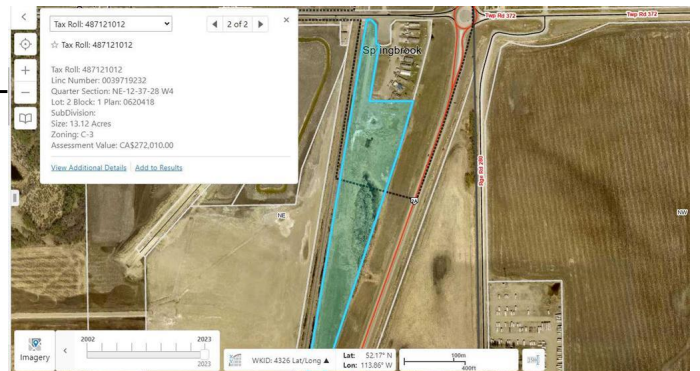 Tax Roll: 487121012
2 of 2
Tax Roll: 487121012
Tax Roll: 487121012
Linc Number: 0039719232
Quarter Section: NE-12-37-28 W4
Lot: 2 Block: 1 Plan: 0620418
SubDivision:
Size: 13.12 Acres
Zoning: C-3
Assessment Value: CA$272,010.00
View Additional Details
Add to Results
Springbrook
Twp Rd 372
Twp Rd 372
Rge Rd 280
2A
NE
NW
Imagery
2002
2023
2023
WKID: 4326 Lat/Long
Lat: 52.17° N
Lon: 113.86° W
100m
400ft